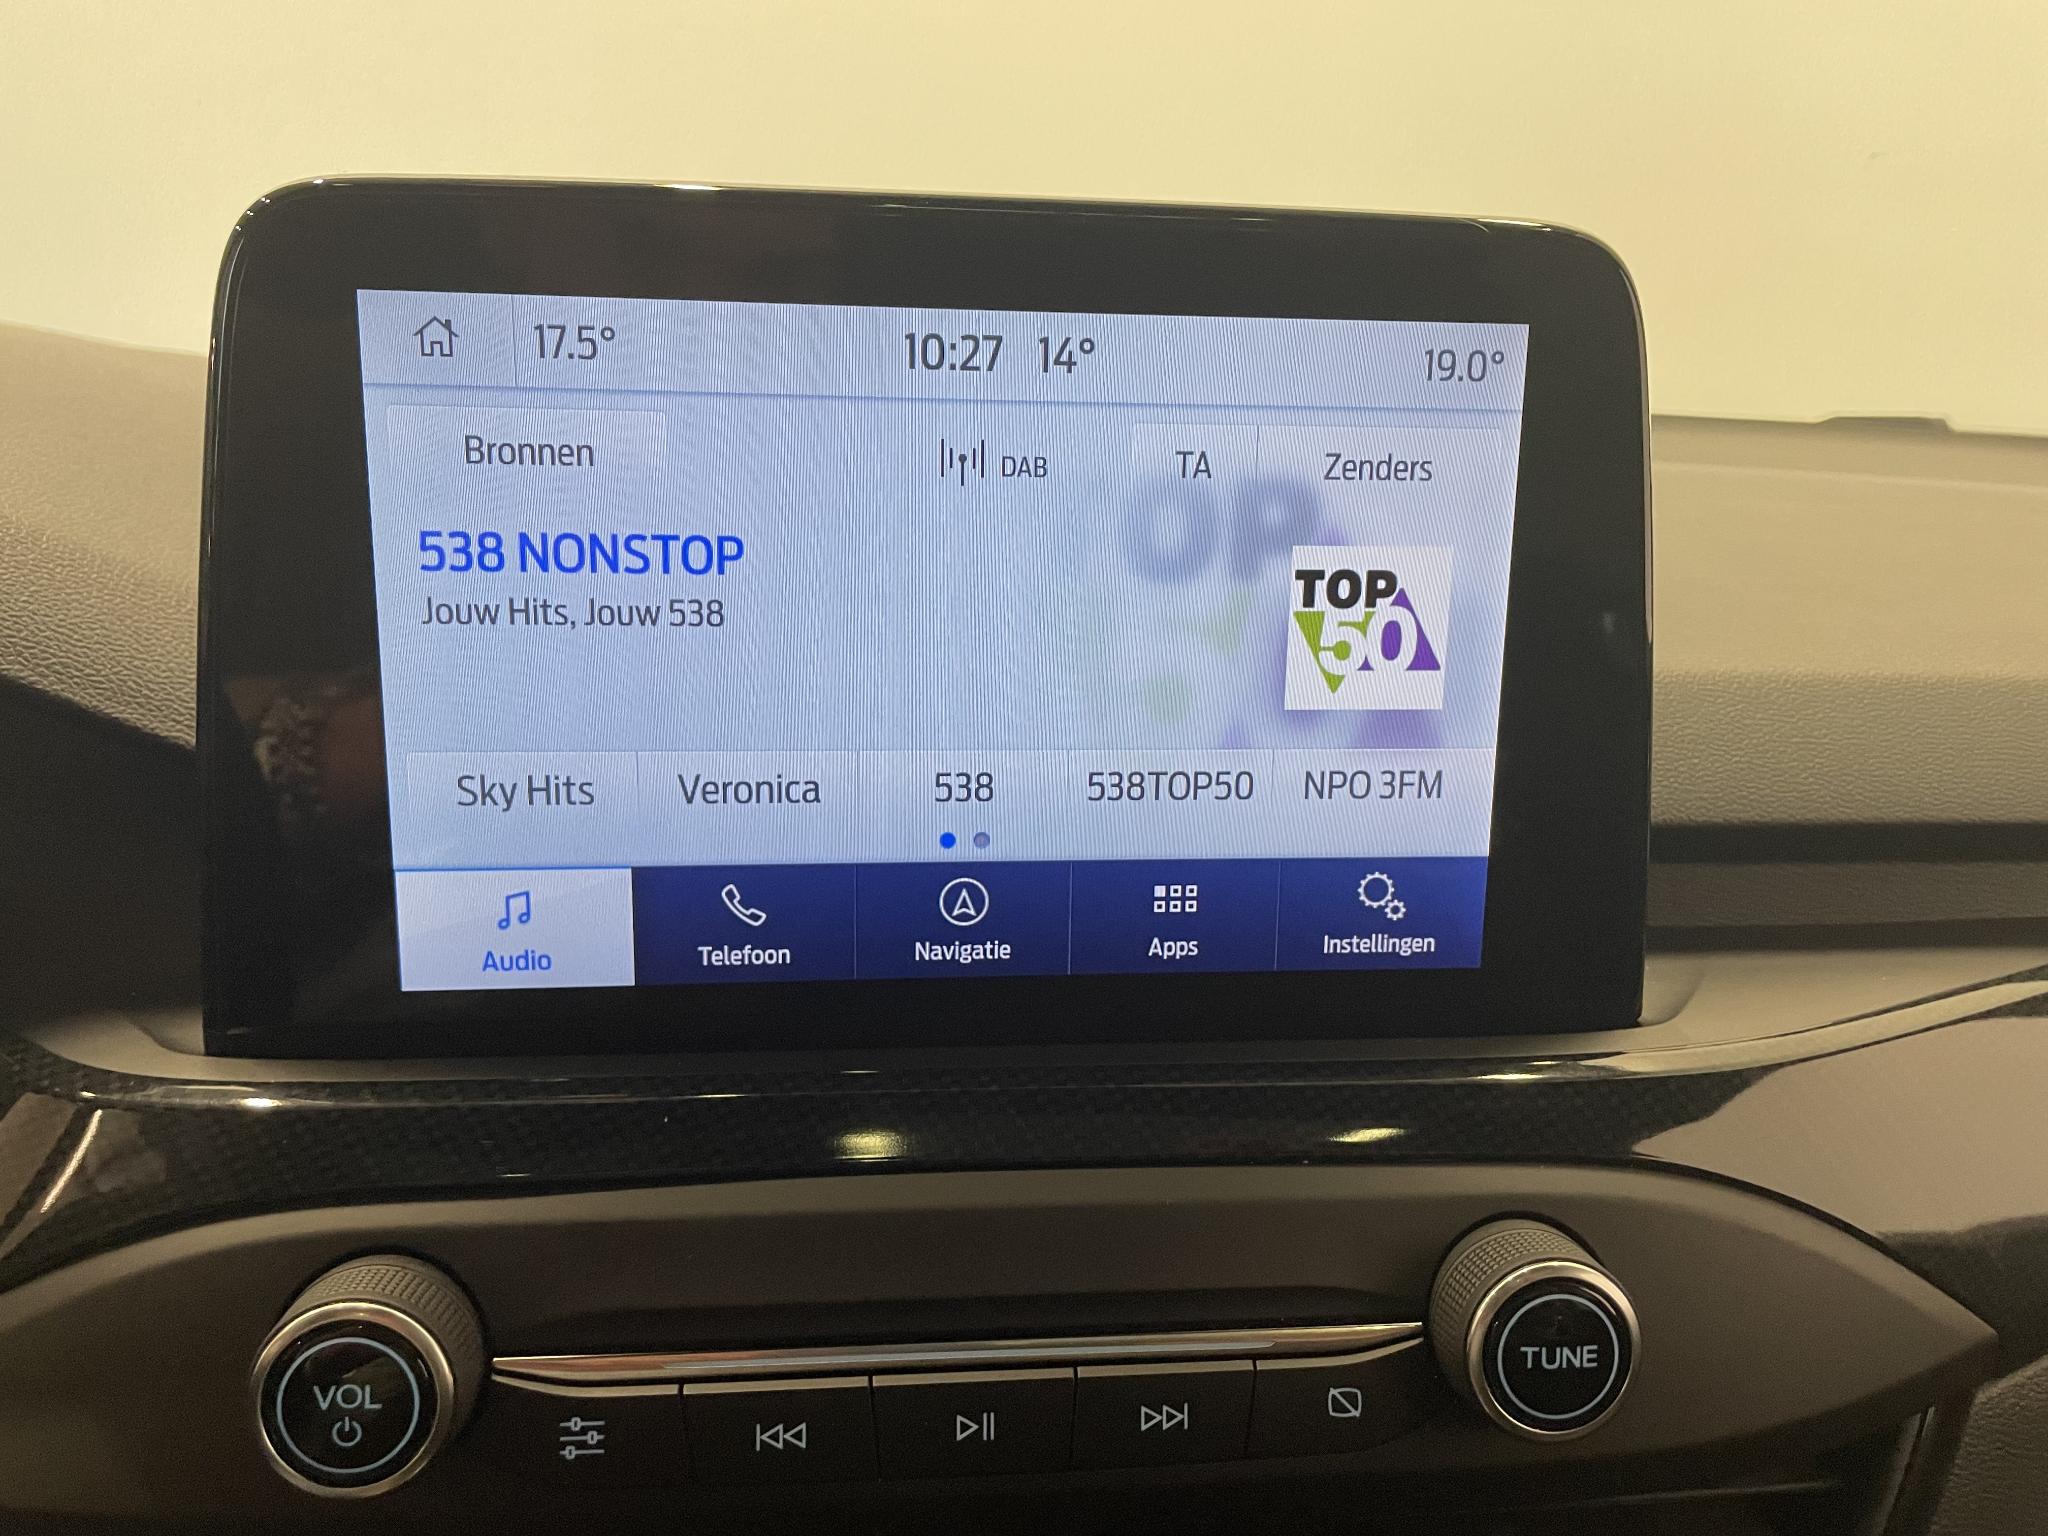 17.5° 10:27 14° 19.0°
Bronnen DAB TA Zenders
538 NONSTOP
Jouw Hits, Jouw 538
TOP
50
Sky Hits Veronica 538 538TOP50 NPO 3FM
Audio Telefoon Navigatie Apps Instellingen
VOL TUNE